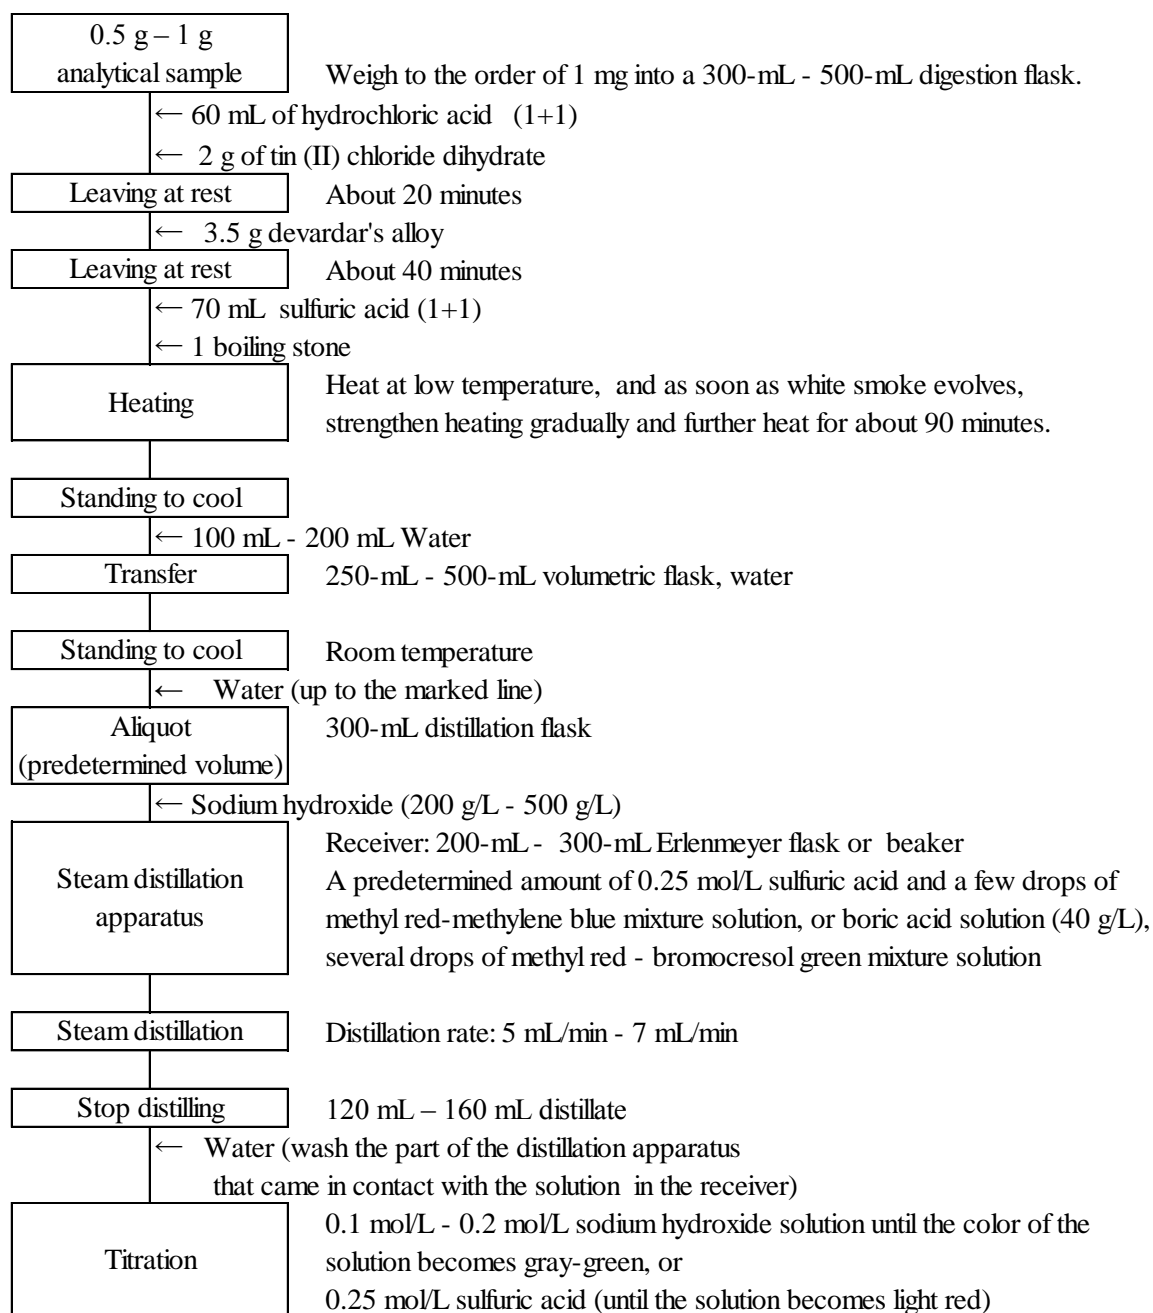 0.5 g – 1 g
analytical sample
Weigh to the order of 1 mg into a 300-mL - 500-mL digestion flask.
← 60 mL of hydrochloric acid (1+1)
← 2 g of tin (II) chloride dihydrate
Leaving at rest
About 20 minutes
← 3.5 g devardar's alloy
Leaving at rest
About 40 minutes
← 70 mL sulfuric acid (1+1)
← 1 boiling stone
Heating
Heat at low temperature, and as soon as white smoke evolves,
strengthen heating gradually and further heat for about 90 minutes.
Standing to cool
← 100 mL - 200 mL Water
Transfer
250-mL - 500-mL volumetric flask, water
Standing to cool
Room temperature
← Water (up to the marked line)
Aliquot
(predetermined volume)
300-mL distillation flask
← Sodium hydroxide (200 g/L - 500 g/L)
Steam distillation
apparatus
Receiver: 200-mL - 300-mL Erlenmeyer flask or beaker
A predetermined amount of 0.25 mol/L sulfuric acid and a few drops of
methyl red-methylene blue mixture solution, or boric acid solution (40 g/L),
several drops of methyl red - bromocresol green mixture solution
Steam distillation
Distillation rate: 5 mL/min - 7 mL/min
Stop distilling
120 mL – 160 mL distillate
← Water (wash the part of the distillation apparatus
that came in contact with the solution in the receiver)
Titration
0.1 mol/L - 0.2 mol/L sodium hydroxide solution until the color of the
solution becomes gray-green, or
0.25 mol/L sulfuric acid (until the solution becomes light red)